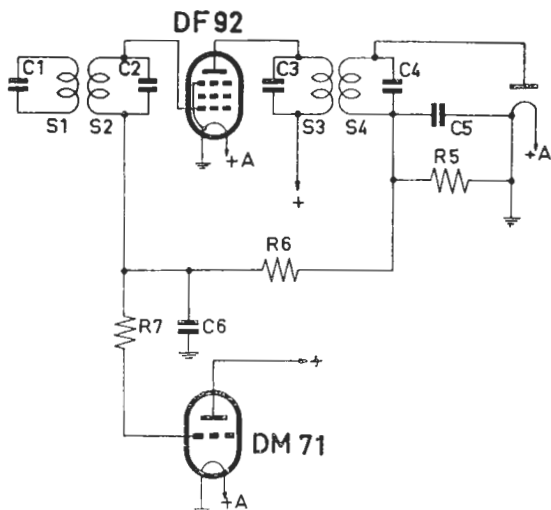 DF92
C1
C2
C3
C4
S1
S2
+A
S3
S4
C5
R5
+A
+
R6
R7
C6
+
DM 71
+A